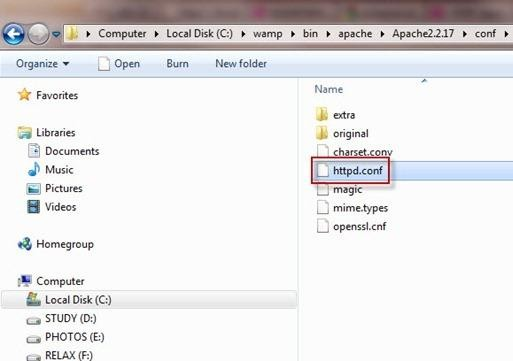 Computer ▸ Local Disk (C:) ▸ wamp ▸ bin ▸ apache ▸ Apache2.2.17 ▸ conf ▸
Organize ▾ Open Burn New folder
Favorites
Libraries
Documents
Music
Pictures
Videos
Homegroup
Computer
Local Disk (C:)
STUDY (D:)
PHOTOS (E:)
RELAX (F:)
Name
extra
original
charset.conv
httpd.conf
magic
mime.types
openssl.cnf